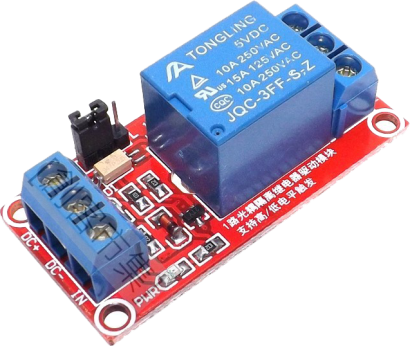 TONGLING
5VDC
10A 250VAC
15A 125VAC
10A 250VAC
CQC
JQC-3FF-S-Z
1路光耦隔离继电器驱动模块
支持高/低电平触发
DC+
DC-
IN
PWR